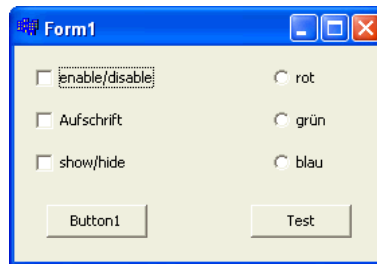 Form1
enable/disable
rot
Aufschrift
grün
show/hide
blau
Button1
Test